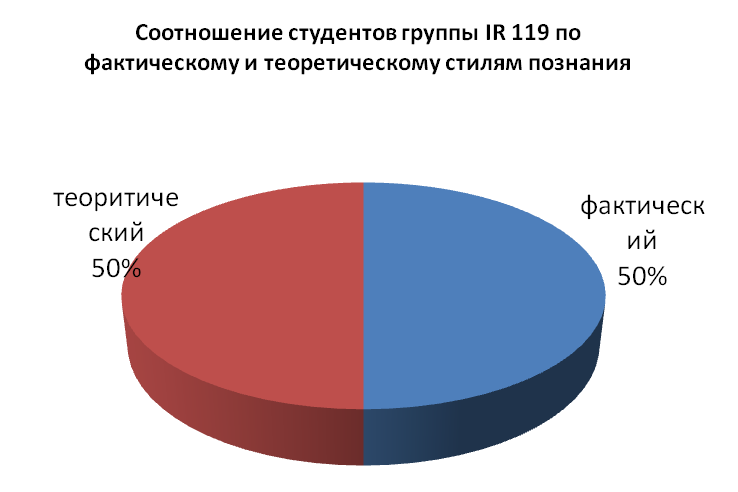 Соотношение студентов группы IR 119 по
фактическому и теоретическому стилям познания
теоритиче
ский
50%
фактическ
ий
50%